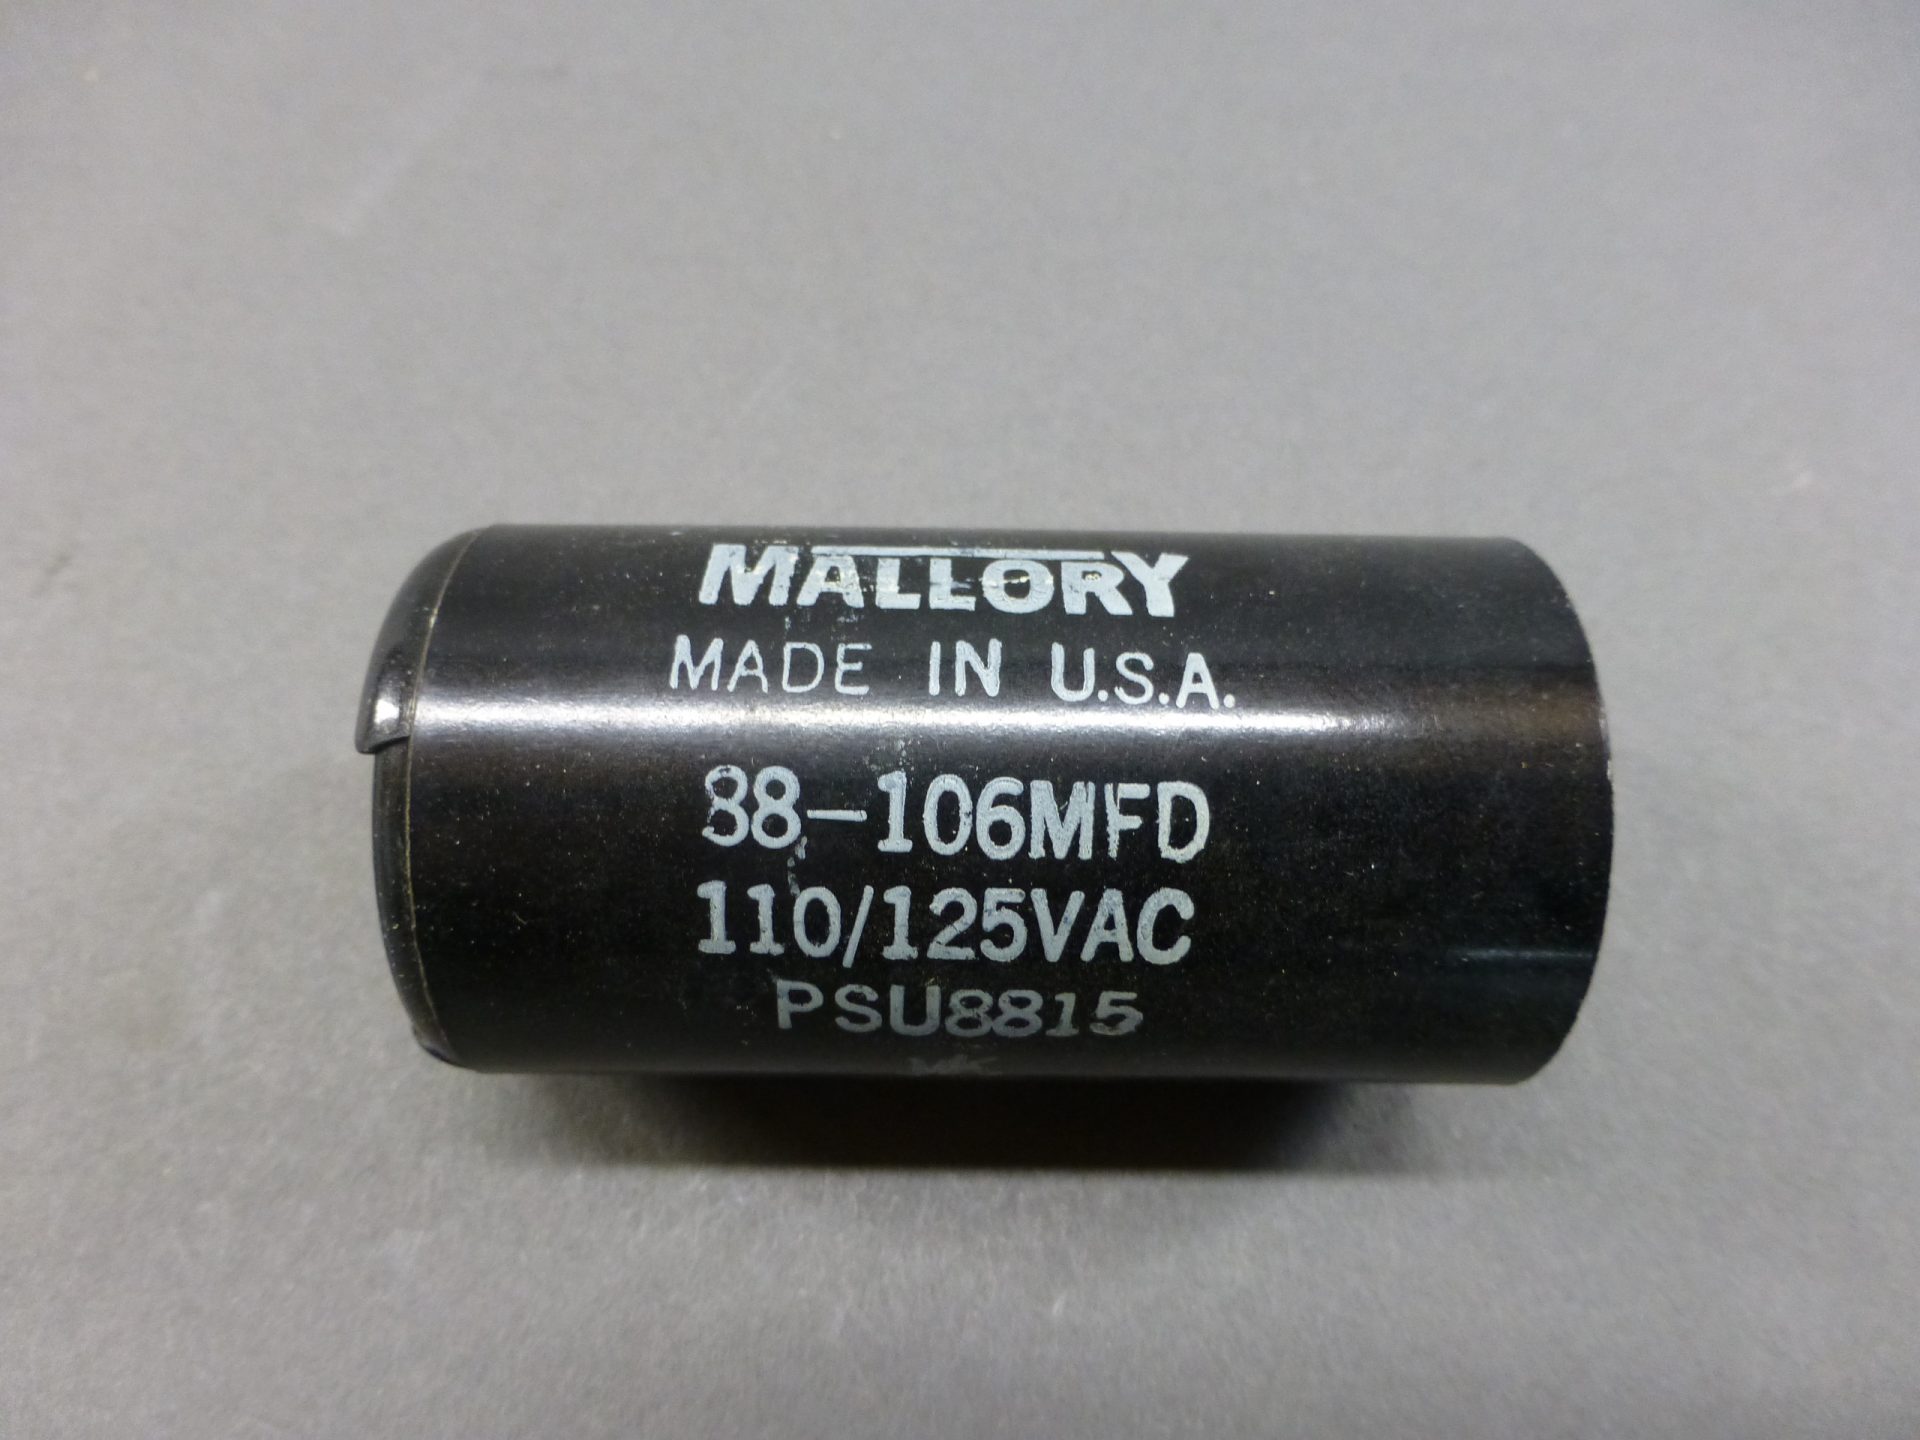 MALLORY
MADE IN U.S.A.
88-106MFD
110/125VAC
PSU8815